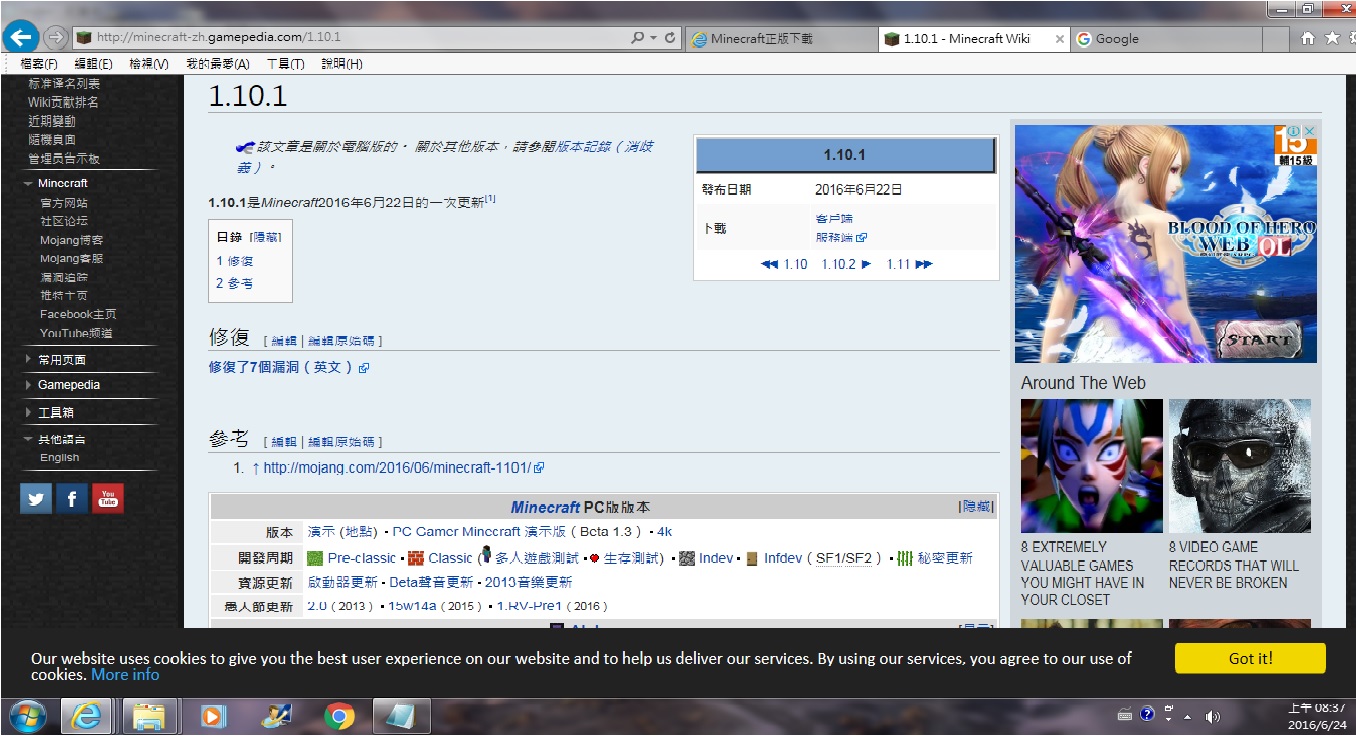 http://minecraft-zh.gamepedia.com/1.10.1
Minecraft正版下載
1.10.1 - Minecraft Wiki
Google
檔案(F) 編輯(E) 檢視(V) 我的最愛(A) 工具(T) 說明(H)
标准译名列表
Wiki贡献排名
近期變動
隨機頁面
管理员告示板
Minecraft
官方网站
社区论坛
Mojang博客
Mojang客服
漏洞追踪
推特主页
Facebook主页
YouTube频道
常用页面
Gamepedia
工具箱
其他語言
English
You Tube
1.10.1
該文章是關於電腦版的。 關於其他版本，請參閱版本記錄（消歧
義）。
1.10.1是Minecraft2016年6月22日的一次更新[1]
目錄 [隱藏]
1 修復
2 參考
1.10.1
發布日期 2016年6月22日
下載 客戶端
服務端
◄◄ 1.10 1.10.2 ► 1.11 ►►
修復 [ 編輯 | 編輯原始碼 ]
修復了7個漏洞（英文）
參考 [ 編輯 | 編輯原始碼 ]
1. ↑ http://mojang.com/2016/06/minecraft-1101/
Minecraft PC版版本 [隱藏]
版本 演示 (地點) · PC Gamer Minecraft 演示版（Beta 1.3） · 4k
開發周期 Pre-classic · Classic (多人遊戲測試 · 生存測試) · Indev · Infdev（SF1/SF2） · 秘密更新
資源更新 啟動器更新 · Beta聲音更新 · 2013音樂更新
愚人節更新 2.0（2013） · 15w14a（2015） · 1.RV-Pre1（2016）
15
輔15級
BLOOD OF HERO
WEB OL
START
Around The Web
8 EXTREMELY
VALUABLE GAMES
YOU MIGHT HAVE IN
YOUR CLOSET
8 VIDEO GAME
RECORDS THAT WILL
NEVER BE BROKEN
Our website uses cookies to give you the best user experience on our website and to help us deliver our services. By using our services, you agree to our use of
cookies. More info
Got it!
上午 08:37
2016/6/24